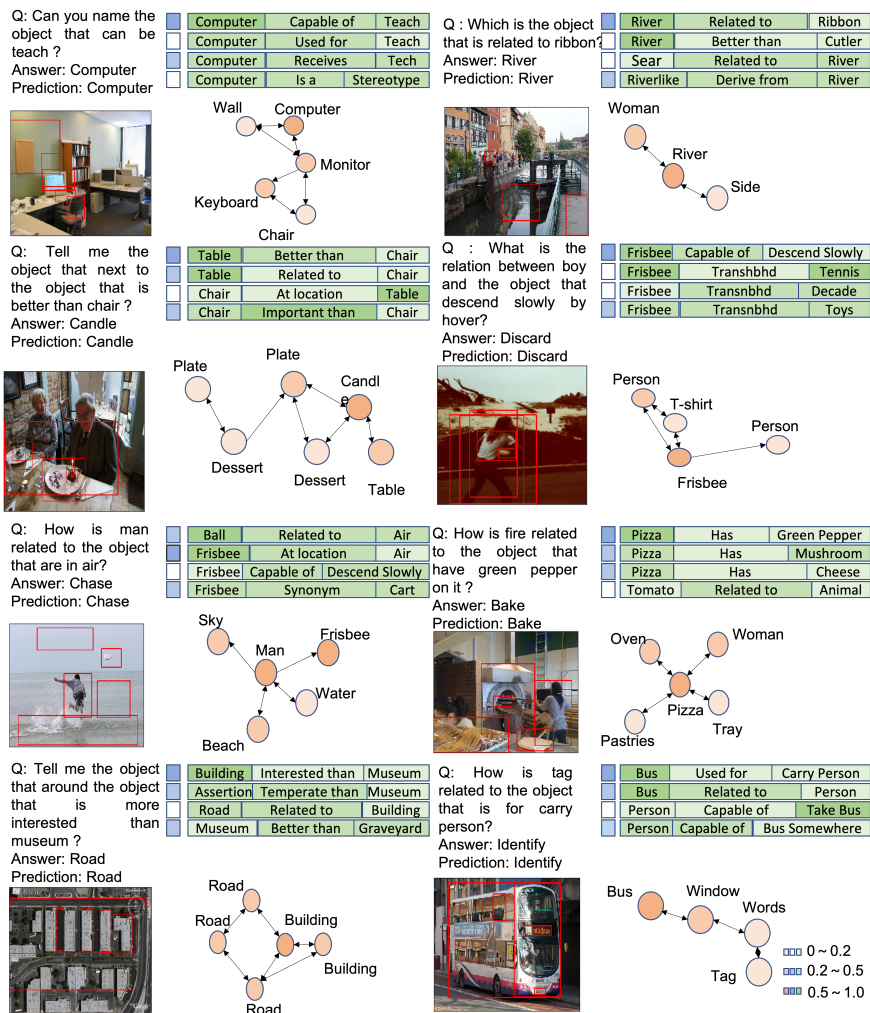 Q: Can you name the
object that can be
teach ?
Answer: Computer
Prediction: Computer
Computer Capable of Teach
Computer Used for Teach
Computer Receives Tech
Computer Is a Stereotype
Wall
Computer
Monitor
Keyboard
Chair
Q : Which is the object
that is related to ribbon?
Answer: River
Prediction: River
River Related to Ribbon
River Better than Cutler
Sear Related to River
Riverlike Derive from River
Woman
River
Side
Q: Tell me the
object that next to
the object that is
better than chair ?
Answer: Candle
Prediction: Candle
Table Better than Chair
Table Related to Chair
Chair At location Table
Chair Important than Chair
Plate
Plate
Candl
e
Dessert
Dessert
Table
Q : What is the
relation between boy
and the object that
descend slowly by
hover?
Answer: Discard
Prediction: Discard
Frisbee Capable of Descend Slowly
Frisbee Transhbhd Tennis
Frisbee Transnbhd Decade
Frisbee Transnbhd Toys
Person
T-shirt
Person
Frisbee
Q: How is man
related to the object
that are in air?
Answer: Chase
Prediction: Chase
Ball Related to Air
Frisbee At location Air
Frisbee Capable of Descend Slowly
Frisbee Synonym Cart
Sky
Man
Frisbee
Water
Beach
Q: How is fire related
to the object that
have green pepper
on it ?
Answer: Bake
Prediction: Bake
Pizza Has Green Pepper
Pizza Has Mushroom
Pizza Has Cheese
Tomato Related to Animal
Oven
Woman
Pizza
Tray
Pastries
Q: Tell me the object
that around the object
that is more
interested than
museum ?
Answer: Road
Prediction: Road
Building Interested than Museum
Assertion Temperate than Museum
Road Related to Building
Museum Better than Graveyard
Road
Road
Building
Building
Road
Q: How is tag
related to the object
that is for carry
person?
Answer: Identify
Prediction: Identify
Bus Used for Carry Person
Bus Related to Person
Person Capable of Take Bus
Person Capable of Bus Somewhere
Bus
Window
Words
Tag
0 ~ 0.2
0.2 ~ 0.5
0.5 ~ 1.0